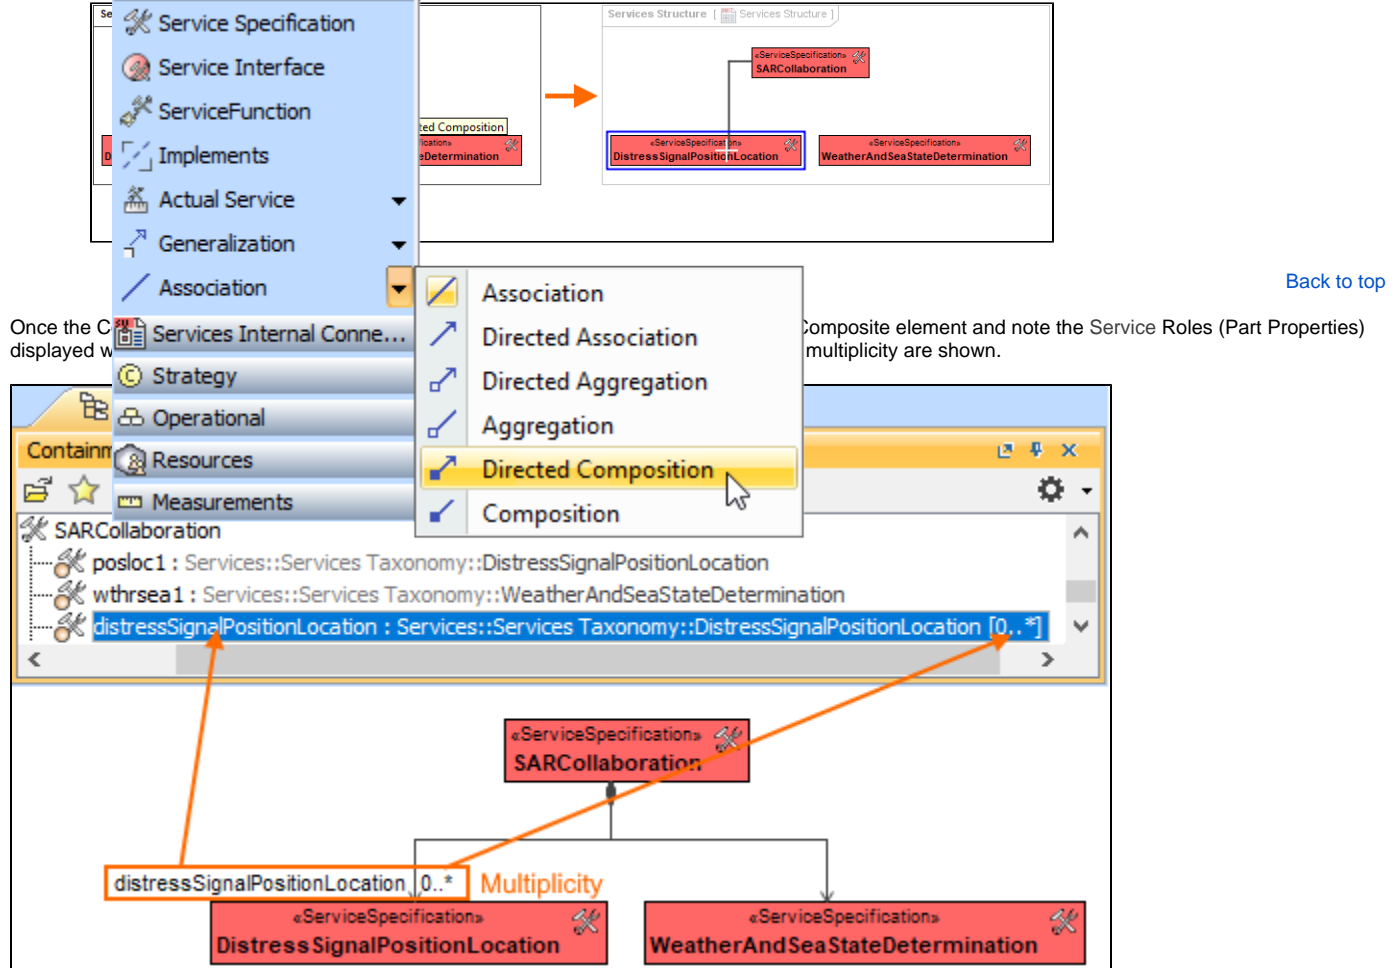 Se
Service Specification
Service Interface
ServiceFunction
Implements
Actual Service
Generalization
Association
ted Composition
ication»
D
eDetermination
Services Structure [ Services Structure ]
«ServiceSpecification»
SARCollaboration
«ServiceSpecification»
DistressSignalPositionLocation
«ServiceSpecification»
WeatherAndSeaStateDetermination
Back to top
Association
Directed Association
Directed Aggregation
Aggregation
Directed Composition
Composition
Once the C
Composite element and note the Service Roles (Part Properties)
displayed w
multiplicity are shown.
Services Internal Conne...
Strategy
Operational
Resources
Measurements
Containm
SARCollaboration
posloc1 : Services::Services Taxonomy::DistressSignalPositionLocation
wthrsea1 : Services::Services Taxonomy::WeatherAndSeaStateDetermination
distressSignalPositionLocation : Services::Services Taxonomy::DistressSignalPositionLocation [0..*]
«ServiceSpecification»
SARCollaboration
distressSignalPositionLocation 0..* Multiplicity
«ServiceSpecification»
DistressSignalPositionLocation
«ServiceSpecification»
WeatherAndSeaStateDetermination